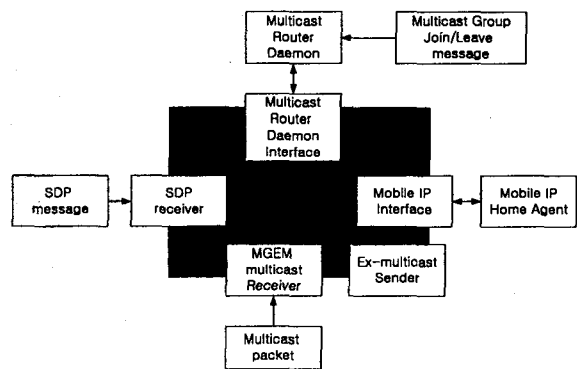 Multicast
Router
Daemon
Multicast Group
Join/Leave
message
Multicast
Router
Daemon
Interface
SDP
message
SDP
receiver
Mobile IP
Interface
Mobile IP
Home Agent
MGEM
multicast
Receiver
Ex-multicast
Sender
Multicast
packet